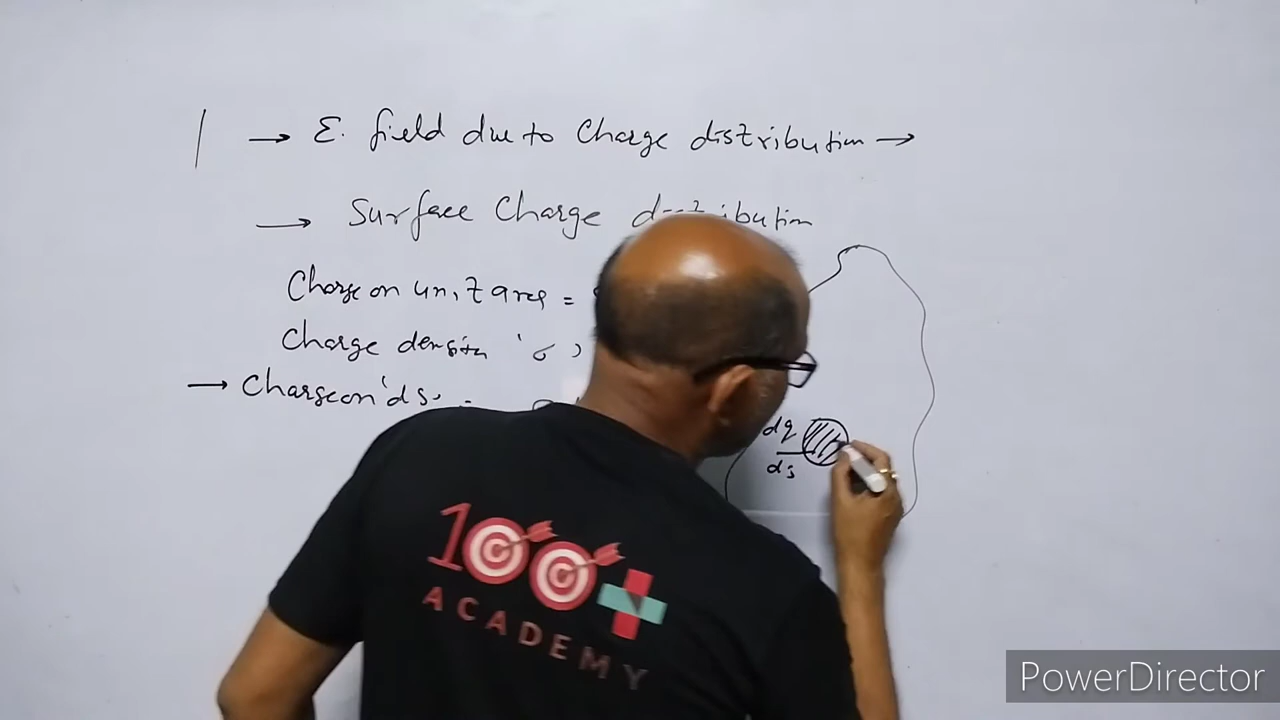 → E. field due to Charge distribution →
→ Surface Charge distribution
Charge on unit area =
Charge density 'σ'
→ Charge on 'ds' =
dq
ds
100+
ACADEMY
PowerDirector